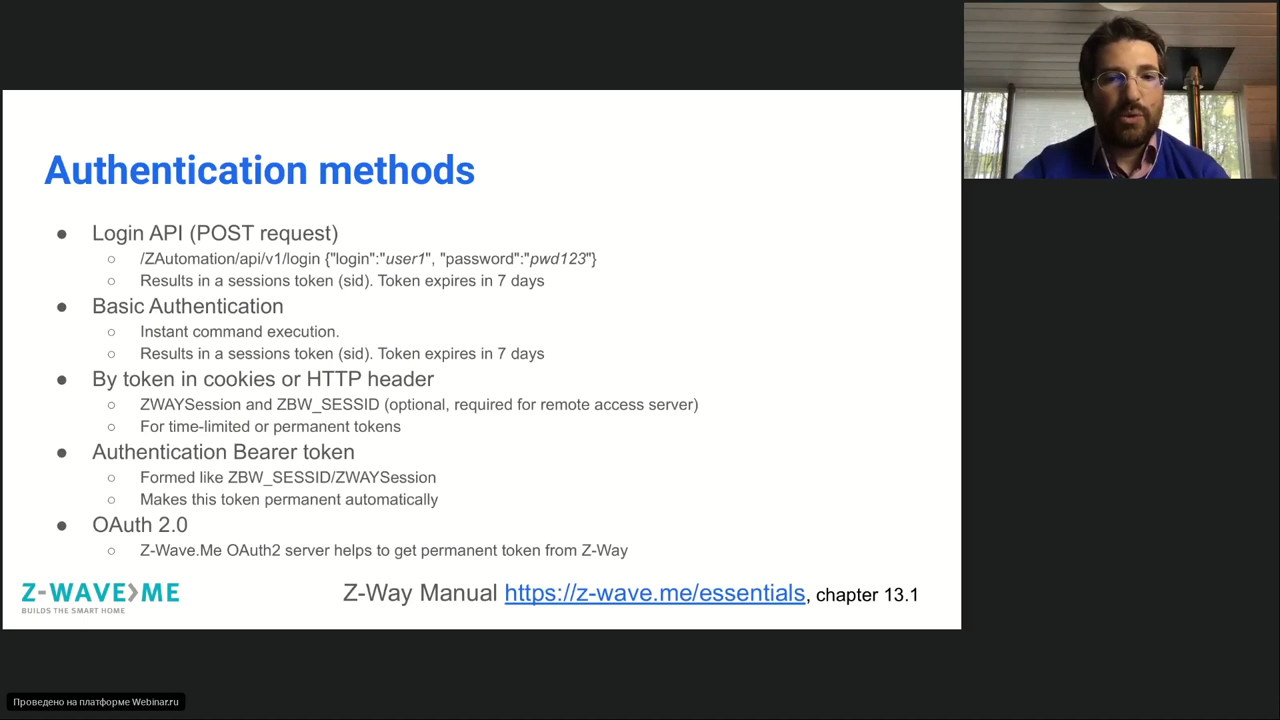 Authentication methods
● Login API (POST request)
○ /ZAutomation/api/v1/login {"login":"user1", "password":"pwd123"}
○ Results in a sessions token (sid). Token expires in 7 days
● Basic Authentication
○ Instant command execution.
○ Results in a sessions token (sid). Token expires in 7 days
● By token in cookies or HTTP header
○ ZWAYSession and ZBW_SESSID (optional, required for remote access server)
○ For time-limited or permanent tokens
● Authentication Bearer token
○ Formed like ZBW_SESSID/ZWAYSession
○ Makes this token permanent automatically
● OAuth 2.0
○ Z-Wave.Me OAuth2 server helps to get permanent token from Z-Way
Z-WAVE>ME
BUILDS THE SMART HOME
Z-Way Manual https://z-wave.me/essentials, chapter 13.1
Проведено на платформе Webinar.ru